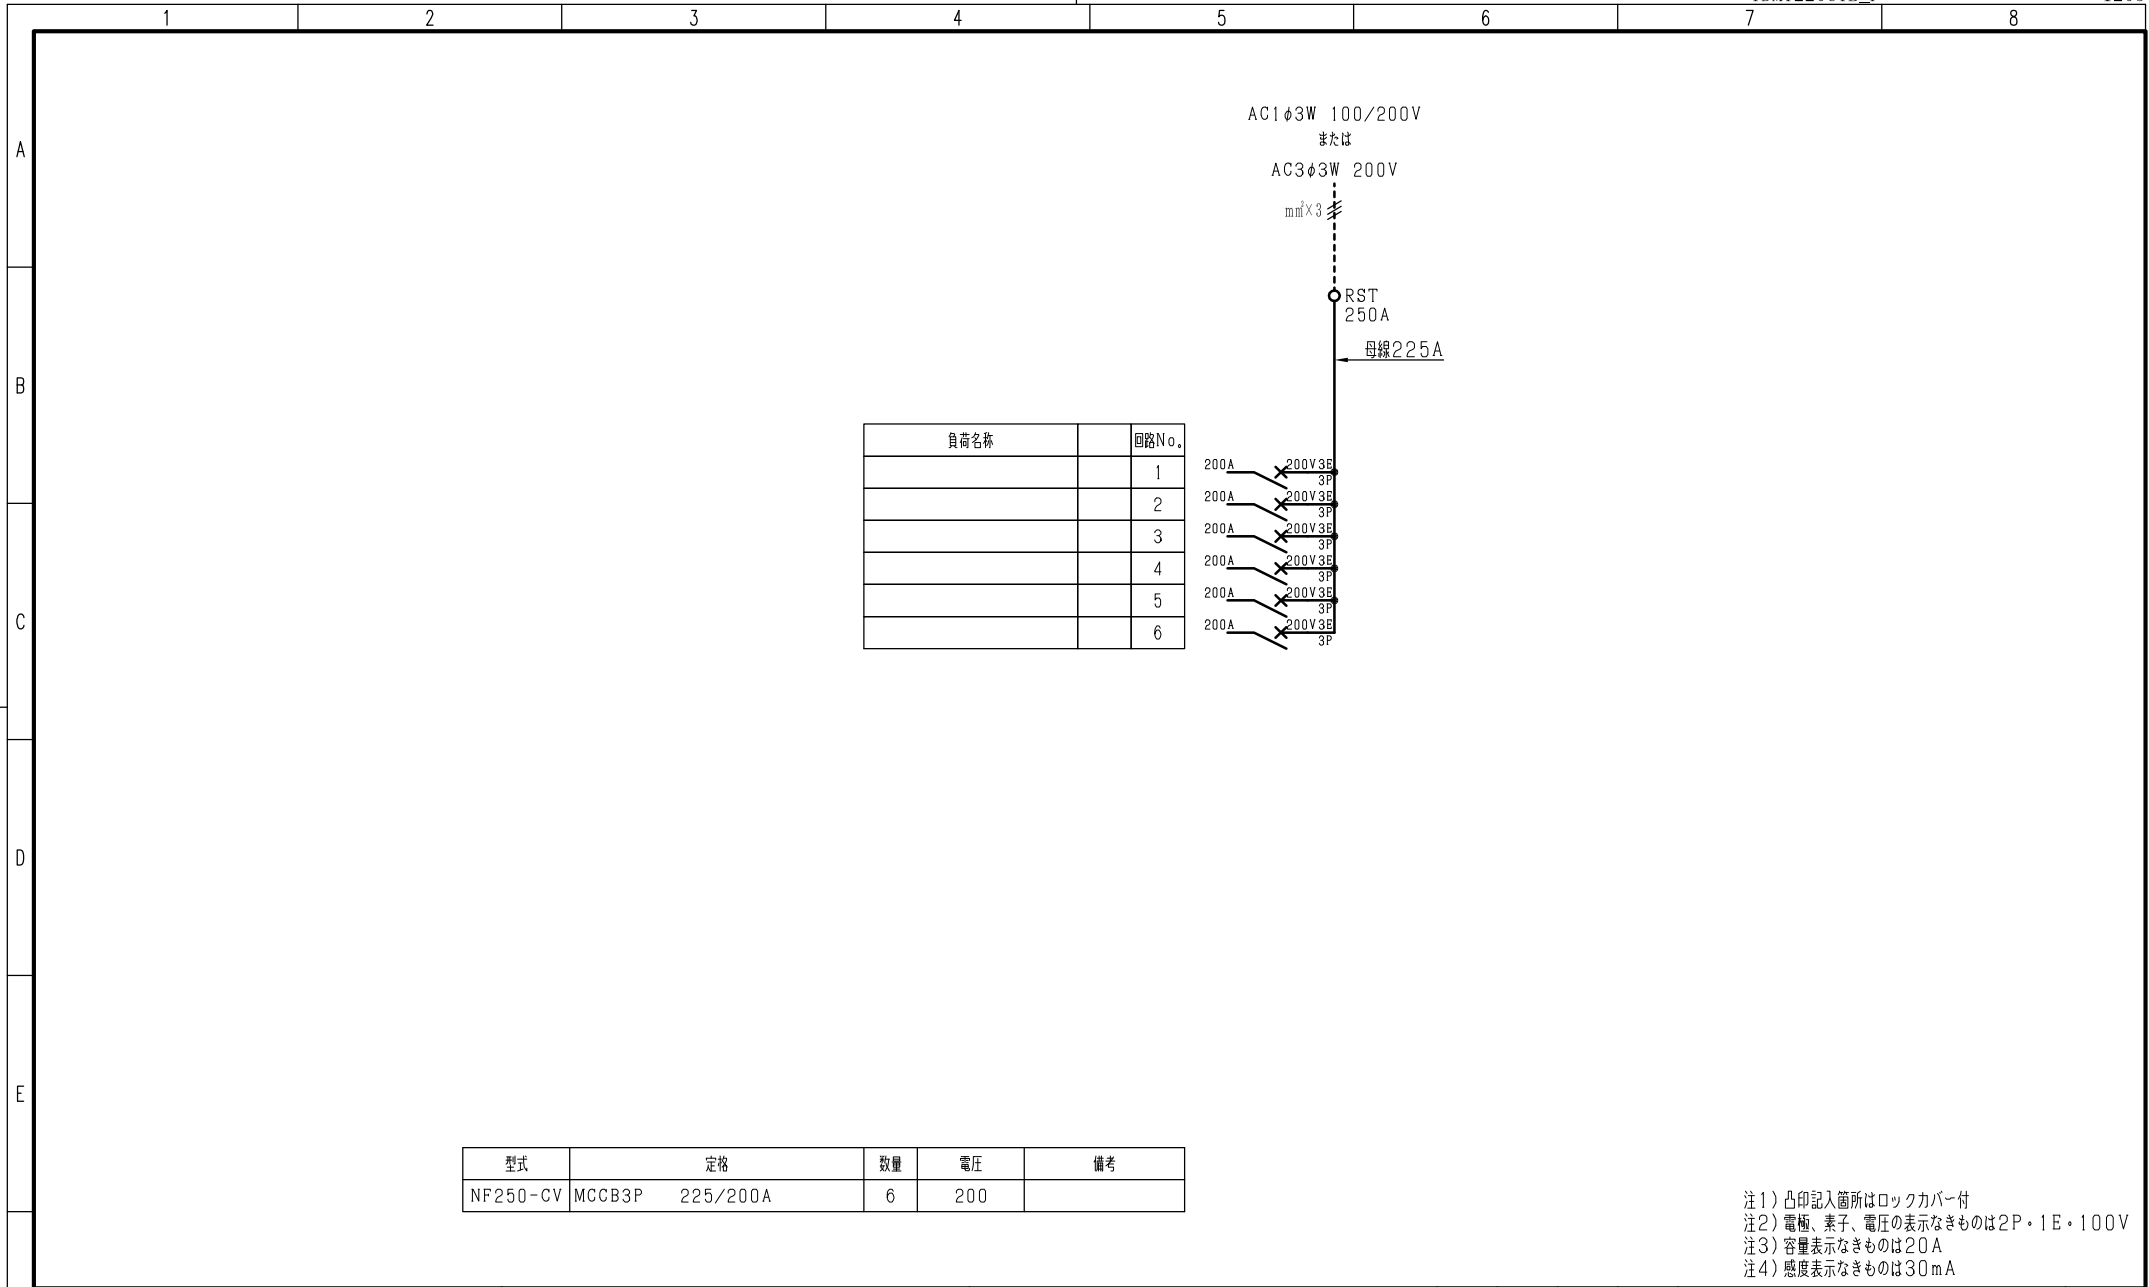 1 2 3 4 5 6 7 8
A
B
C
D
E
AC1φ3W 100/200V
または
AC3φ3W 200V
mm²×3
RST
250A
母線225A
負荷名称 回路No.
1 200A 200V3E 3P
2 200A 200V3E 3P
3 200A 200V3E 3P
4 200A 200V3E 3P
5 200A 200V3E 3P
6 200A 200V3E 3P
型式 定格 数量 電圧 備考
NF250-CV MCCB3P 225/200A 6 200
注1)凸印記入箇所はロックカバー付
注2)電極、素子、電圧の表示なきものは2P・1E・100V
注3)容量表示なきものは20A
注4)感度表示なきものは30mA